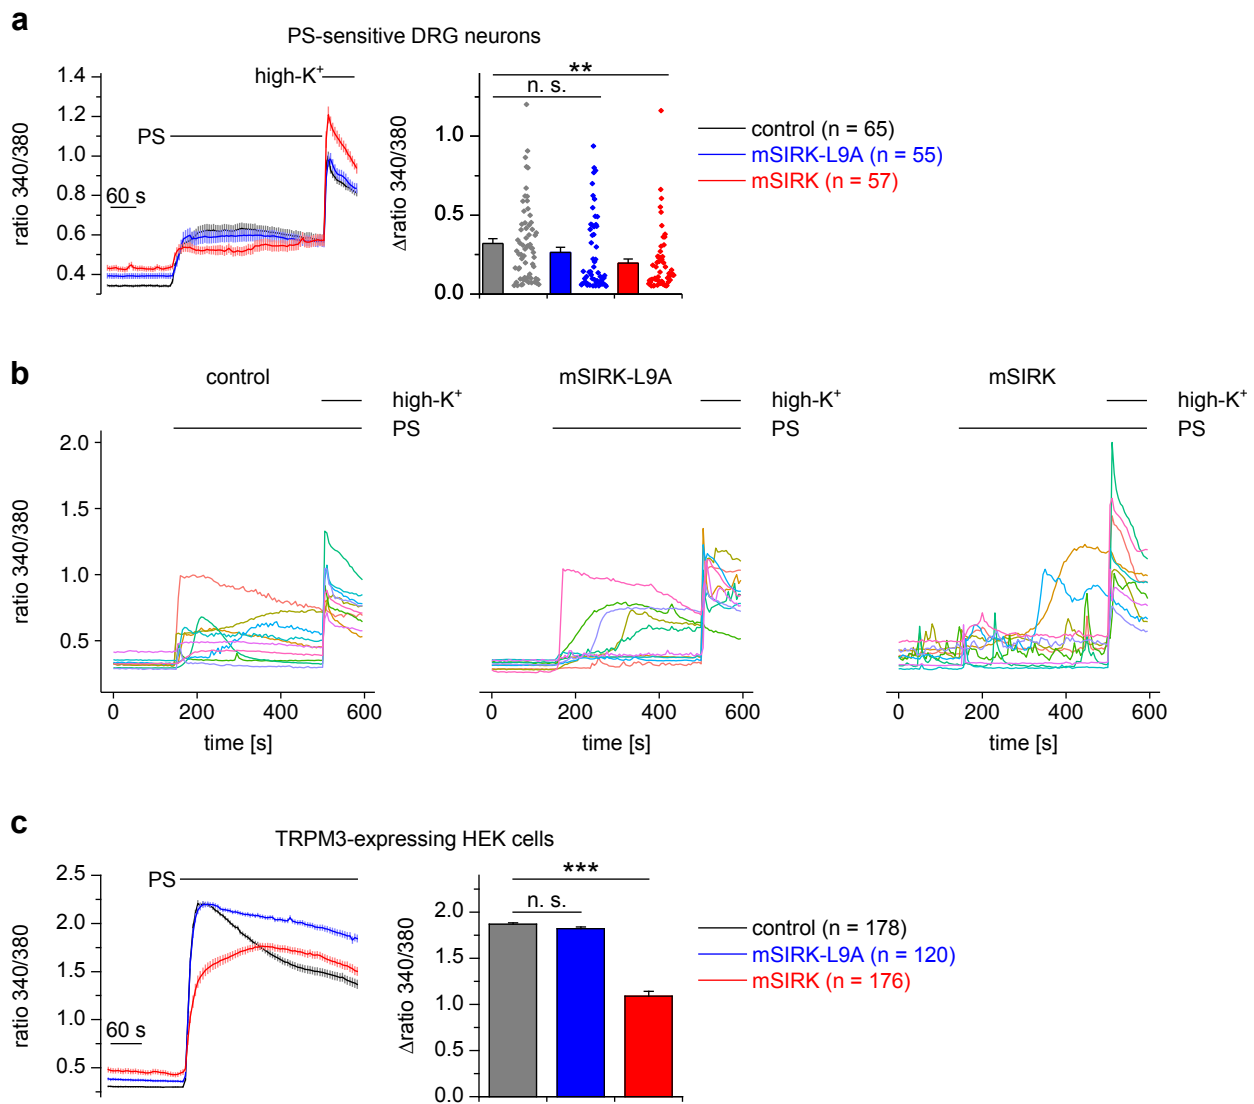 a
PS-sensitive DRG neurons
high-K⁺
PS
60 s
ratio 340/380
1.4
1.2
1.0
0.8
0.6
0.4
**
n. s.
Δratio 340/380
1.0
0.5
0.0
control (n = 65)
mSIRK-L9A (n = 55)
mSIRK (n = 57)
b
control
mSIRK-L9A
mSIRK
high-K⁺
high-K⁺
high-K⁺
PS
PS
PS
ratio 340/380
2.0
1.5
1.0
0.5
0 200 400 600
0 200 400 600
0 200 400 600
time [s]
time [s]
time [s]
c
TRPM3-expressing HEK cells
PS
60 s
ratio 340/380
2.5
2.0
1.5
1.0
0.5
***
n. s.
Δratio 340/380
2.0
1.0
0.0
control (n = 178)
mSIRK-L9A (n = 120)
mSIRK (n = 176)